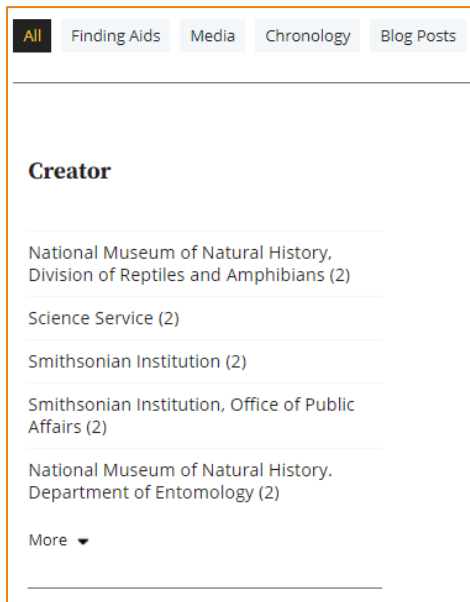 All Finding Aids Media Chronology Blog Posts
Creator
National Museum of Natural History,
Division of Reptiles and Amphibians (2)
Science Service (2)
Smithsonian Institution (2)
Smithsonian Institution, Office of Public
Affairs (2)
National Museum of Natural History.
Department of Entomology (2)
More